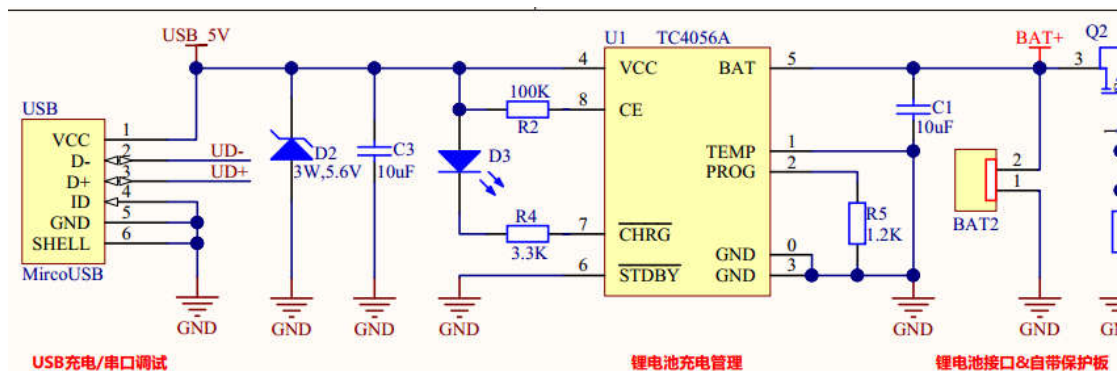 USB_5V
U1 TC4056A
BAT+
Q2
4 VCC BAT 5
3
USB
100K
8 CE
R2
C1
10uF
VCC 1
D- 2 UD-
D+ 3 UD+
ID 4
GND 5
SHELL 6
MircoUSB
D2
3W,5.6V
C3
10uF
D3
TEMP 1
PROG 2
R4
3.3K
7 CHRG
6 STDBY
R5
1.2K
GND 0
GND 3
2
1
BAT2
GND
GND
GND
GND
GND
GND
USB充电/串口调试
锂电池充电管理
锂电池接口&自带保护板